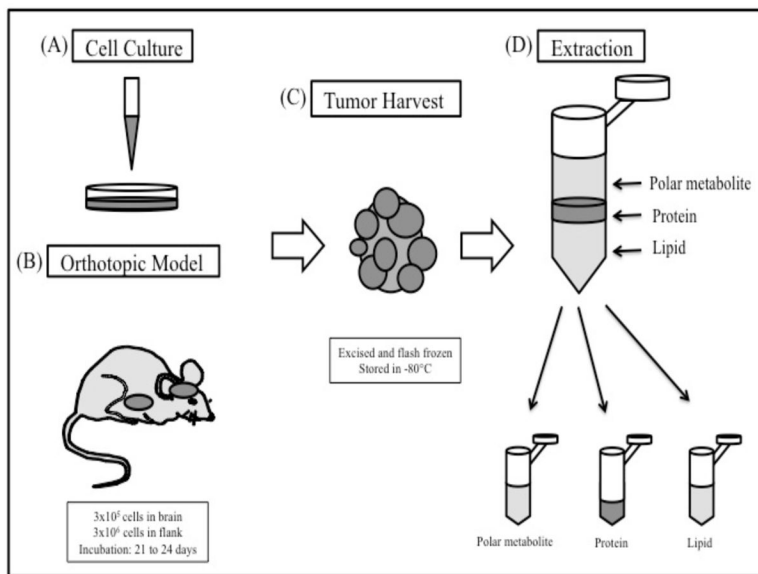 (A) Cell Culture
(B) Orthotopic Model
3x10⁵ cells in brain
3x10⁶ cells in flank
Incubation: 21 to 24 days
(C) Tumor Harvest
Excised and flash frozen
Stored in -80°C
(D) Extraction
Polar metabolite
Protein
Lipid
Polar metabolite
Protein
Lipid